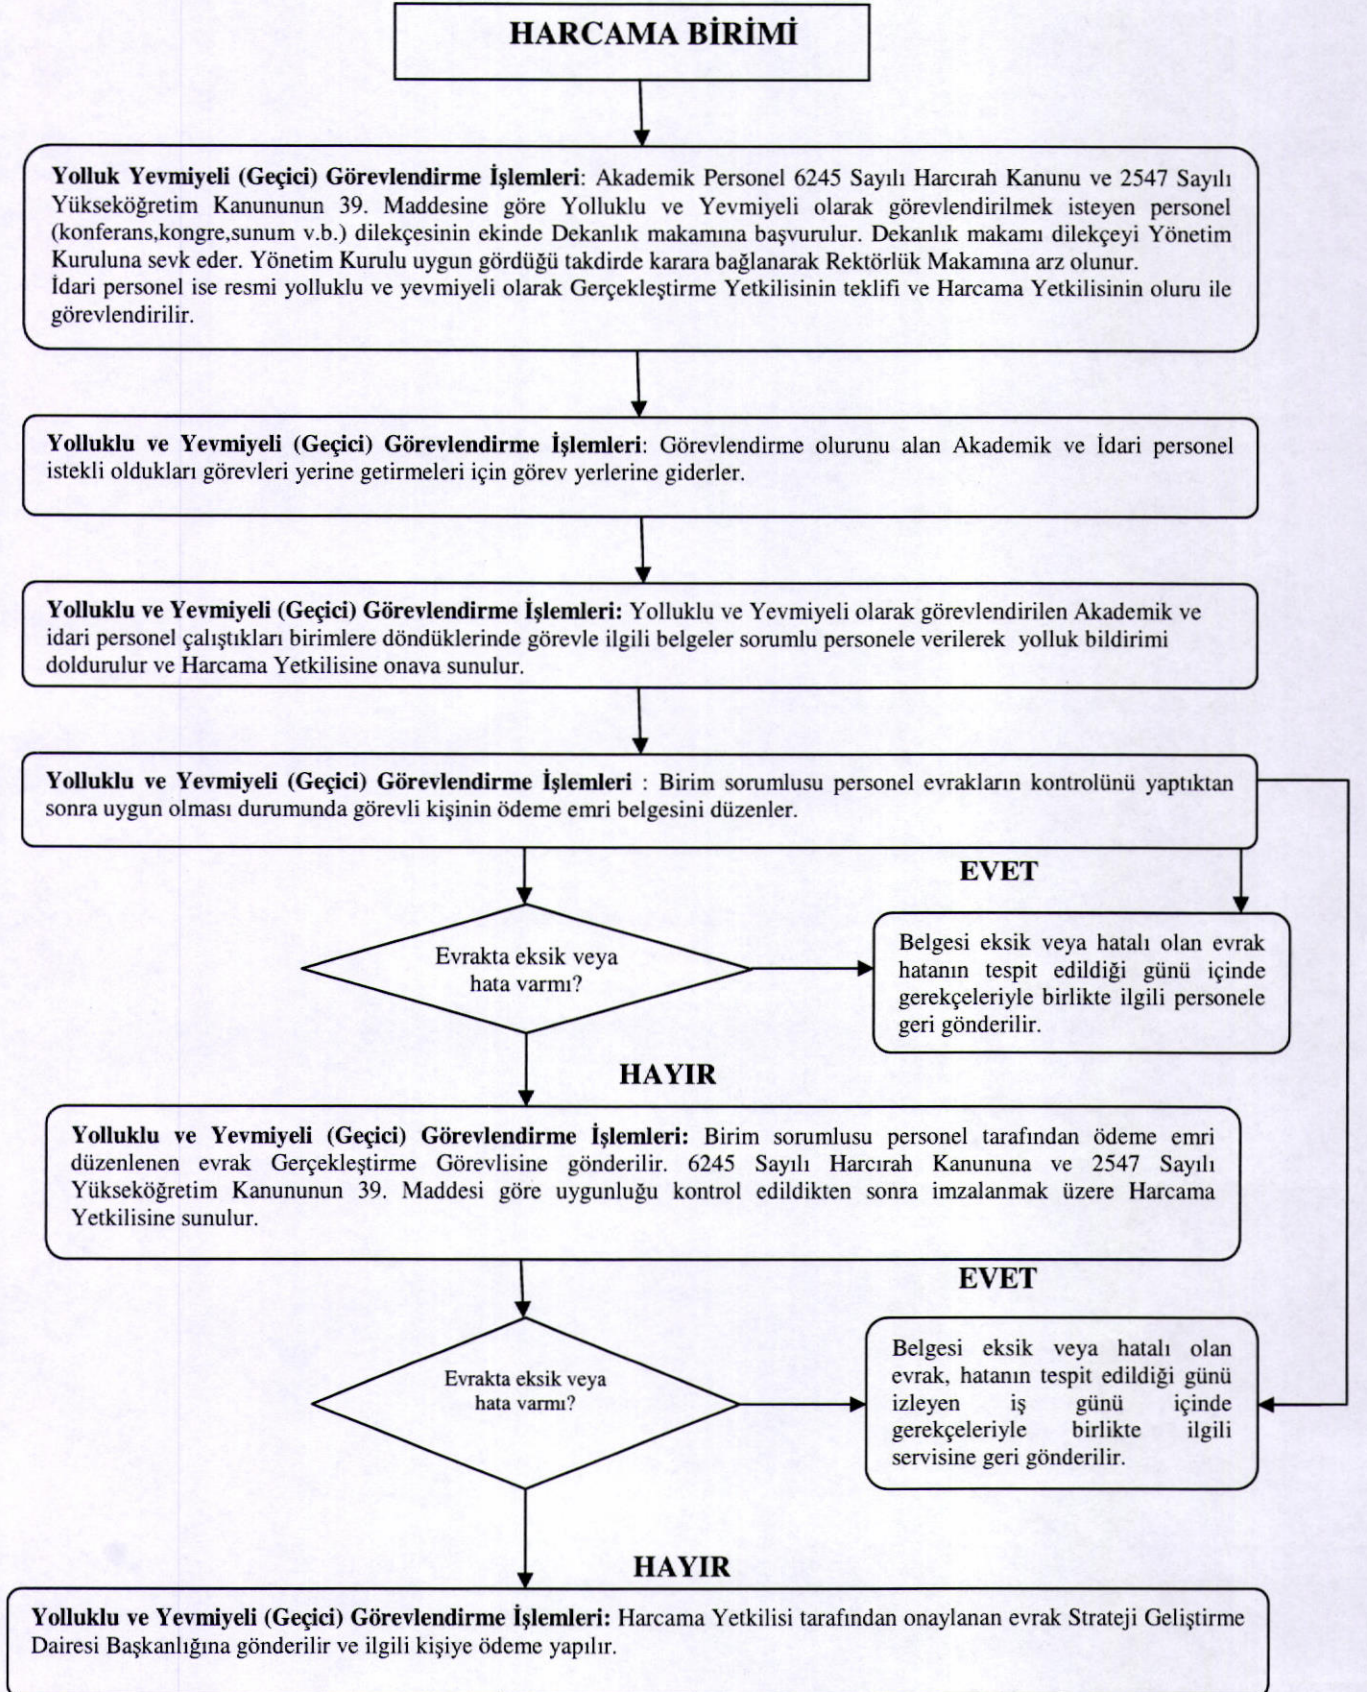 HARCAMA BİRİMİ
Yolluk Yevmiyeli (Geçici) Görevlendirme İşlemleri: Akademik Personel 6245 Sayılı Harcırah Kanunu ve 2547 Sayılı
Yükseköğretim Kanununun 39. Maddesine göre Yolluklu ve Yevmiyeli olarak görevlendirilmek isteyen personel
(konferans,kongre,sunum v.b.) dilekçesinin ekinde Dekanlık makamına başvurulur. Dekanlık makamı dilekçeyi Yönetim
Kuruluna sevk eder. Yönetim Kurulu uygun gördüğü takdirde karara bağlanarak Rektörlük Makamına arz olunur.
İdari personel ise resmi yolluklu ve yevmiyeli olarak Gerçekleştirme Yetkilisinin teklifi ve Harcama Yetkilisinin oluru ile
görevlendirilir.
Yolluklu ve Yevmiyeli (Geçici) Görevlendirme İşlemleri: Görevlendirme olurunu alan Akademik ve İdari personel
istekli oldukları görevleri yerine getirmeleri için görev yerlerine giderler.
Yolluklu ve Yevmiyeli (Geçici) Görevlendirme İşlemleri: Yolluklu ve Yevmiyeli olarak görevlendirilen Akademik ve
idari personel çalıştıkları birimlere döndüklerinde görevle ilgili belgeler sorumlu personele verilerek yolluk bildirimi
doldurulur ve Harcama Yetkilisine onava sunulur.
Yolluklu ve Yevmiyeli (Geçici) Görevlendirme İşlemleri : Birim sorumlusu personel evrakların kontrolünü yaptıktan
sonra uygun olması durumunda görevli kişinin ödeme emri belgesini düzenler.
EVET
Evrakta eksik veya
hata varmı?
Belgesi eksik veya hatalı olan evrak
hatanın tespit edildiği günü içinde
gerekçeleriyle birlikte ilgili personele
geri gönderilir.
HAYIR
Yolluklu ve Yevmiyeli (Geçici) Görevlendirme İşlemleri: Birim sorumlusu personel tarafından ödeme emri
düzenlenen evrak Gerçekleştirme Görevlisine gönderilir. 6245 Sayılı Harcırah Kanununa ve 2547 Sayılı
Yükseköğretim Kanununun 39. Maddesi göre uygunluğu kontrol edildikten sonra imzalanmak üzere Harcama
Yetkilisine sunulur.
EVET
Evrakta eksik veya
hata varmı?
Belgesi eksik veya hatalı olan
evrak, hatanın tespit edildiği günü
izleyen iş günü içinde
gerekçeleriyle birlikte ilgili
servisine geri gönderilir.
HAYIR
Yolluklu ve Yevmiyeli (Geçici) Görevlendirme İşlemleri: Harcama Yetkilisi tarafından onaylanan evrak Strateji Geliştirme
Dairesi Başkanlığına gönderilir ve ilgili kişiye ödeme yapılır.